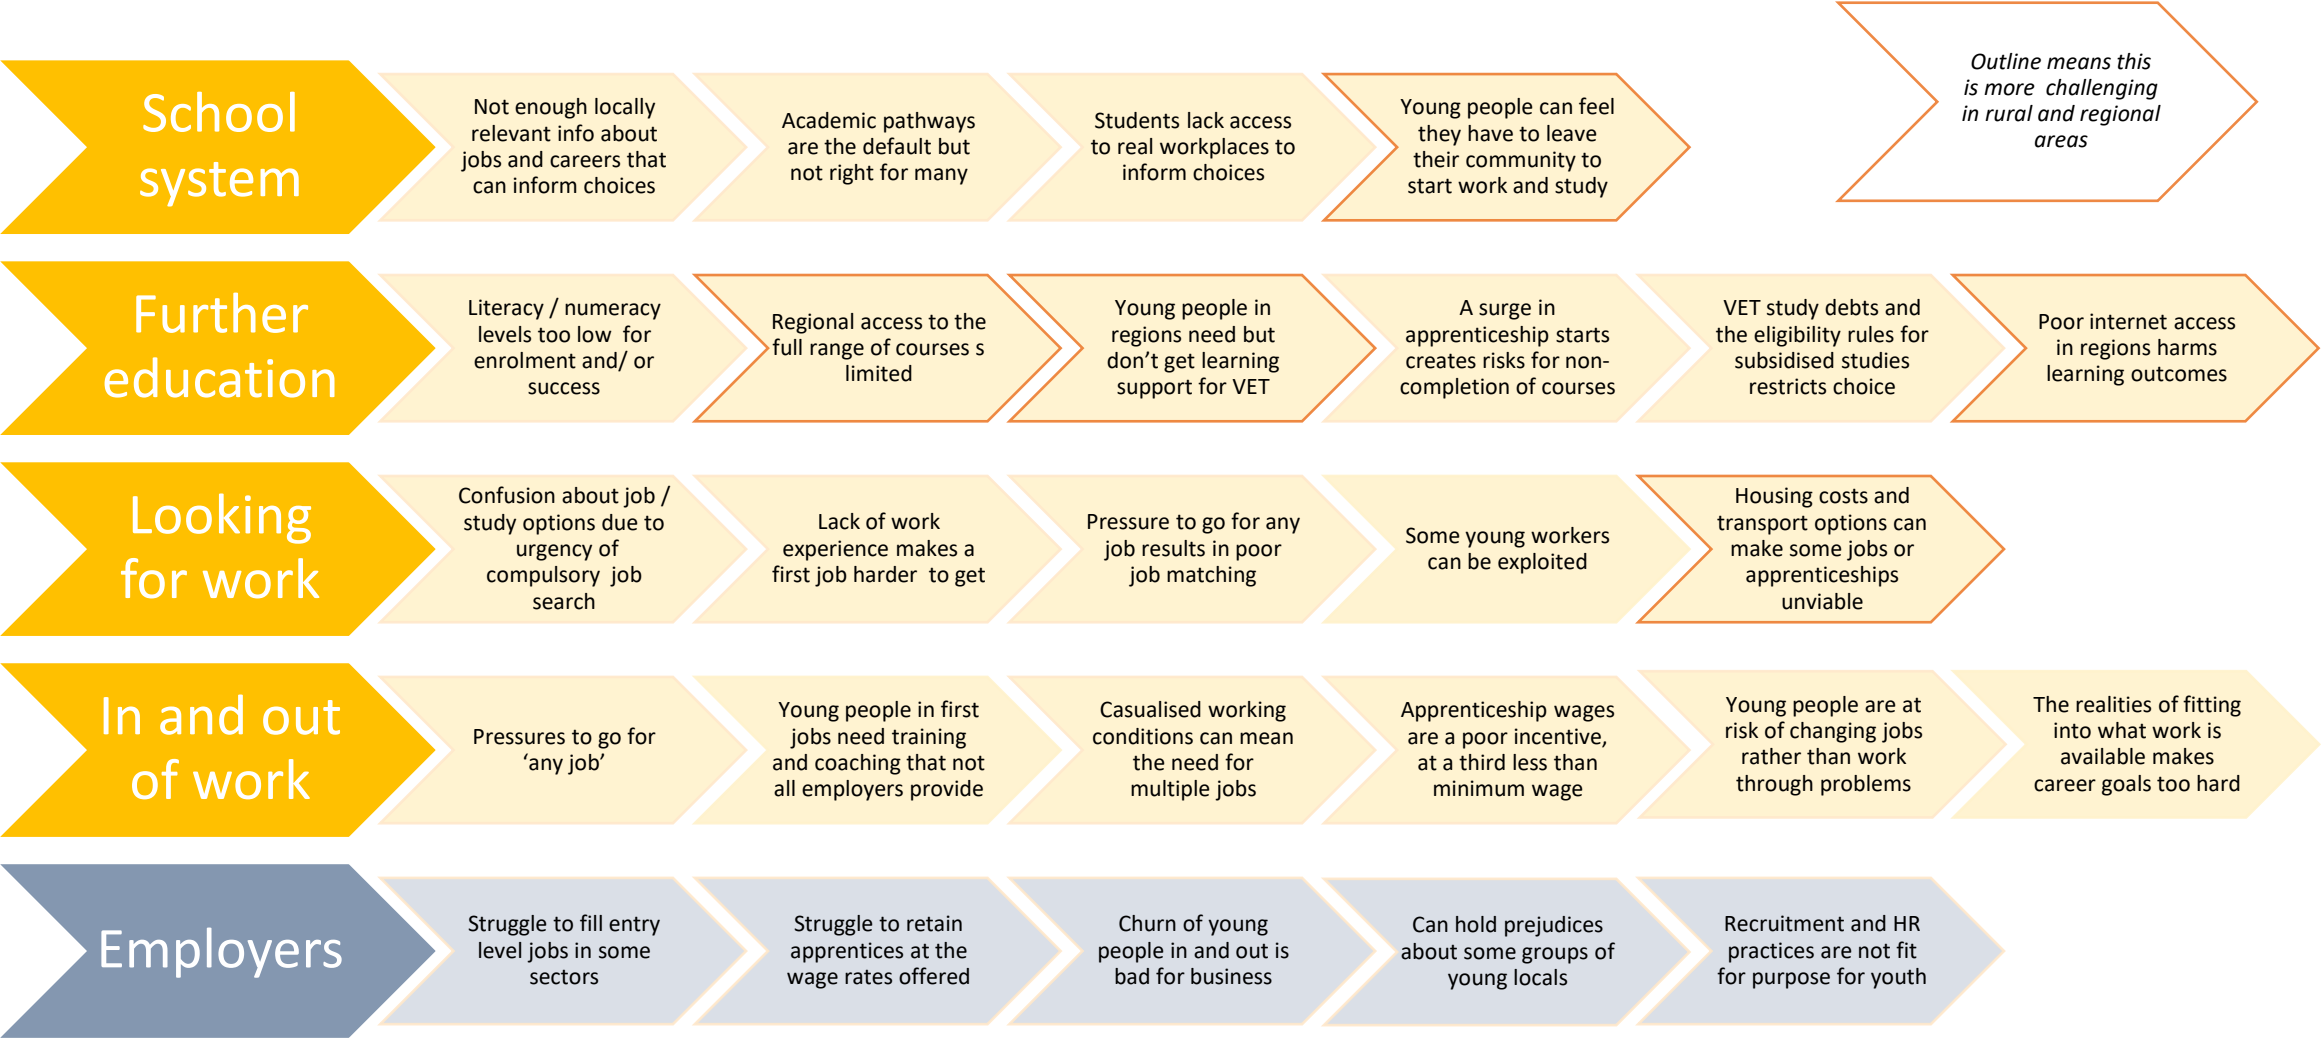 Outline means this
is more challenging
in rural and regional
areas
School
system
Not enough locally
relevant info about
jobs and careers that
can inform choices
Academic pathways
are the default but
not right for many
Students lack access
to real workplaces to
inform choices
Young people can feel
they have to leave
their community to
start work and study
Further
education
Literacy / numeracy
levels too low for
enrolment and/ or
success
Regional access to the
full range of courses s
limited
Young people in
regions need but
don’t get learning
support for VET
A surge in
apprenticeship starts
creates risks for non-
completion of courses
VET study debts and
the eligibility rules for
subsidised studies
restricts choice
Poor internet access
in regions harms
learning outcomes
Looking
for work
Confusion about job /
study options due to
urgency of
compulsory job
search
Lack of work
experience makes a
first job harder to get
Pressure to go for any
job results in poor
job matching
Some young workers
can be exploited
Housing costs and
transport options can
make some jobs or
apprenticeships
unviable
In and out
of work
Pressures to go for
‘any job’
Young people in first
jobs need training
and coaching that not
all employers provide
Casualised working
conditions can mean
the need for
multiple jobs
Apprenticeship wages
are a poor incentive,
at a third less than
minimum wage
Young people are at
risk of changing jobs
rather than work
through problems
The realities of fitting
into what work is
available makes
career goals too hard
Employers
Struggle to fill entry
level jobs in some
sectors
Struggle to retain
apprentices at the
wage rates offered
Churn of young
people in and out is
bad for business
Can hold prejudices
about some groups of
young locals
Recruitment and HR
practices are not fit
for purpose for youth